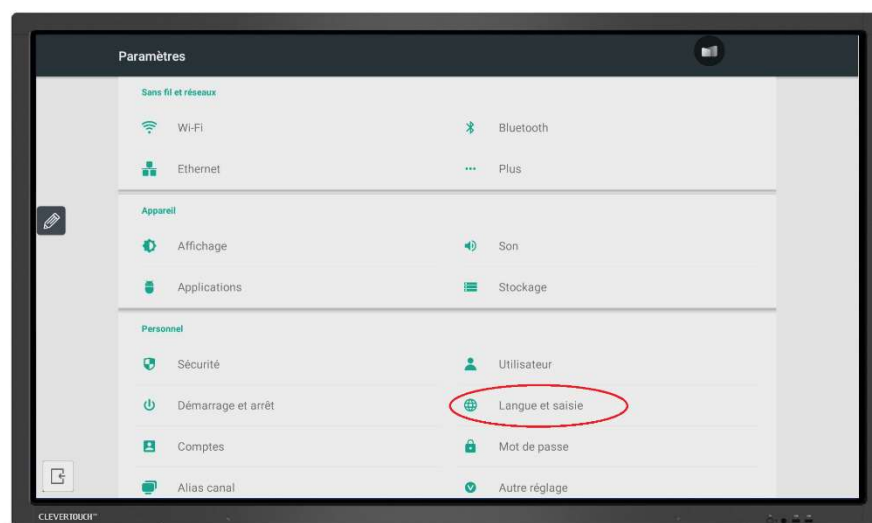 Paramètres
Sans fil et réseaux
Wi-Fi
Bluetooth
Ethernet
Plus
Appareil
Affichage
Son
Applications
Stockage
Personnel
Sécurité
Utilisateur
Démarrage et arrêt
Langue et saisie
Comptes
Mot de passe
Alias canal
Autre réglage
CLEVERTOUCH™